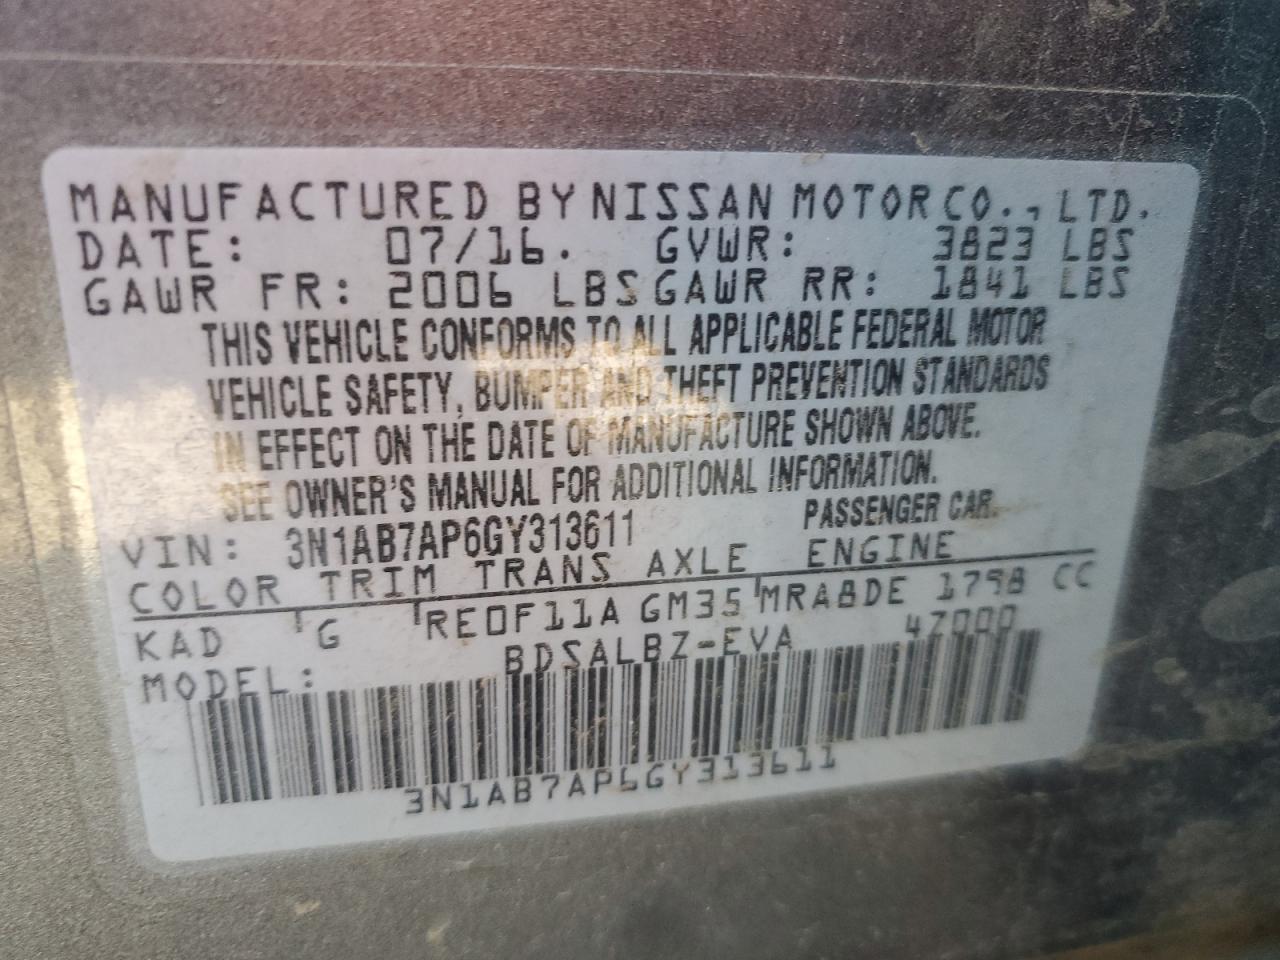 MANUFACTURED BY NISSAN MOTOR CO., LTD.
DATE: 07/16. GVWR: 3823 LBS
GAWR FR: 2006 LBS GAWR RR: 1841 LBS
THIS VEHICLE CONFORMS TO ALL APPLICABLE FEDERAL MOTOR
VEHICLE SAFETY, BUMPER AND THEFT PREVENTION STANDARDS
IN EFFECT ON THE DATE OF MANUFACTURE SHOWN ABOVE.
SEE OWNER'S MANUAL FOR ADDITIONAL INFORMATION.
VIN: 3N1AB7AP6GY313611 PASSENGER CAR.
COLOR TRIM TRANS AXLE ENGINE
KAD G RE0F11A GM35 MRA8DE 1798 CC
MODEL: BDSALBZ-EVA 47000
3N1AB7AP6GY313611